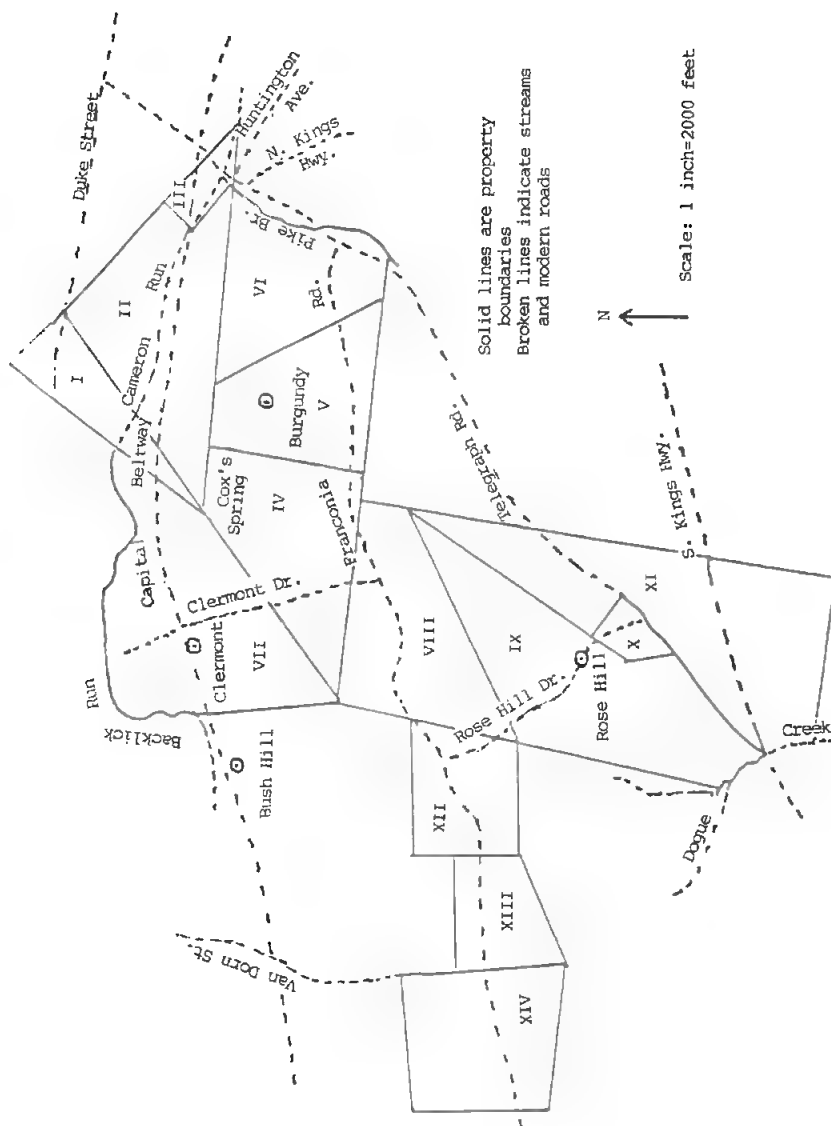 Duke Street
Huntington
Ave.
N. Kings
Hwy.
III
Run
II
I
Cameron
Beltway
Capital
Pike Br.
VI
Rd.
Burgundy
V
Cox's
Spring
IV
Franconia
Clermont Dr.
Clermont
VII
Run
Backlick
Bush Hill
Van Dorn St.
Solid lines are property
boundaries
Broken lines indicate streams
and modern roads
N
Scale: 1 inch=2000 feet
Telegraph Rd.
S. Kings Hwy.
VIII
IX
X
XI
Rose Hill Dr.
Rose Hill
XII
XIII
XIV
Dogue
Creek